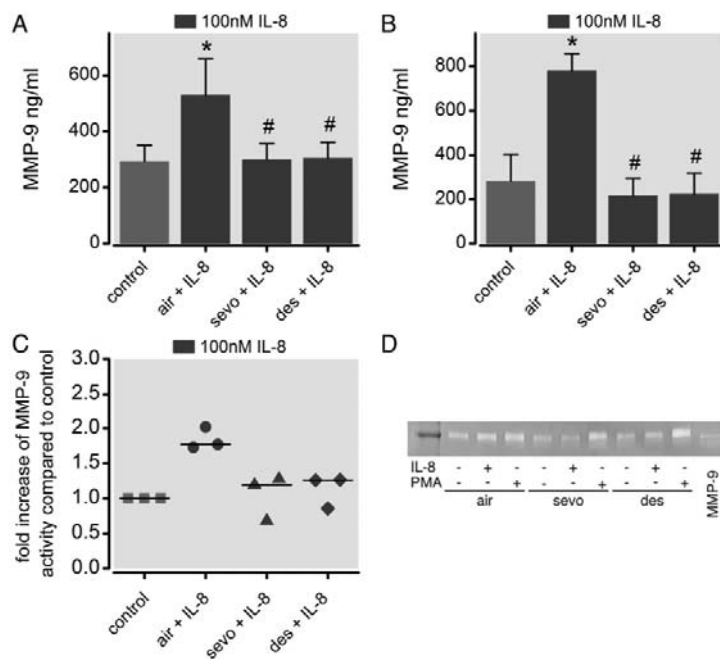 A
100nM IL-8
MMP-9 ng/ml
600
300
0
*
#
#
control
air + IL-8
sevo + IL-8
des + IL-8
B
100nM IL-8
MMP-9 ng/ml
800
600
400
200
0
*
#
#
control
air + IL-8
sevo + IL-8
des + IL-8
C
100nM IL-8
fold increase of MMP-9
activity compared to control
3.0
2.5
2.0
1.5
1.0
0.5
0.0
control
air + IL-8
sevo + IL-8
des + IL-8
D
IL-8 - + - - + - - + -
PMA - - + - - + - - +
air sevo des
MMP-9